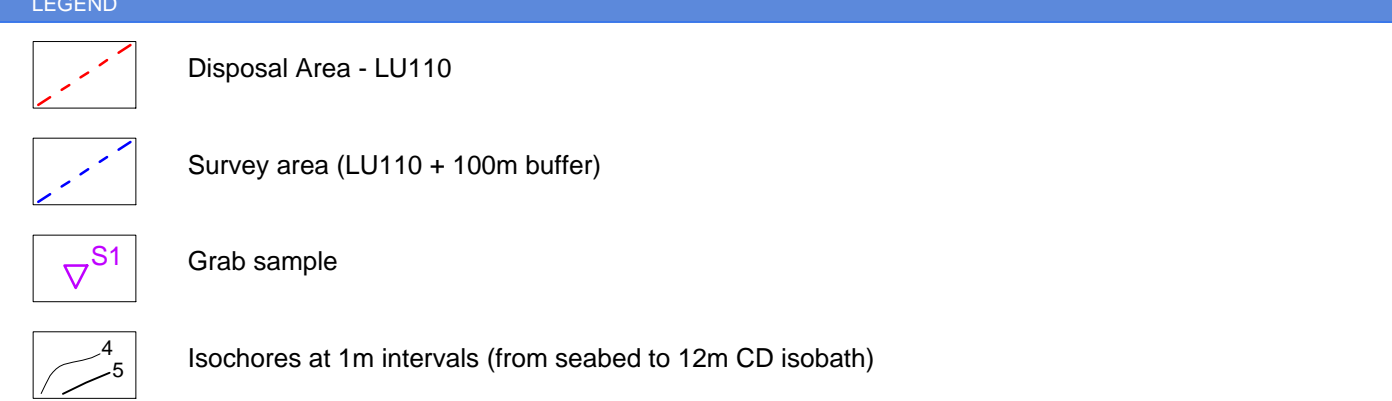 LEGEND
Disposal Area - LU110
Survey area (LU110 + 100m buffer)
S1
Grab sample
4
5
Isochores at 1m intervals (from seabed to 12m CD isobath)